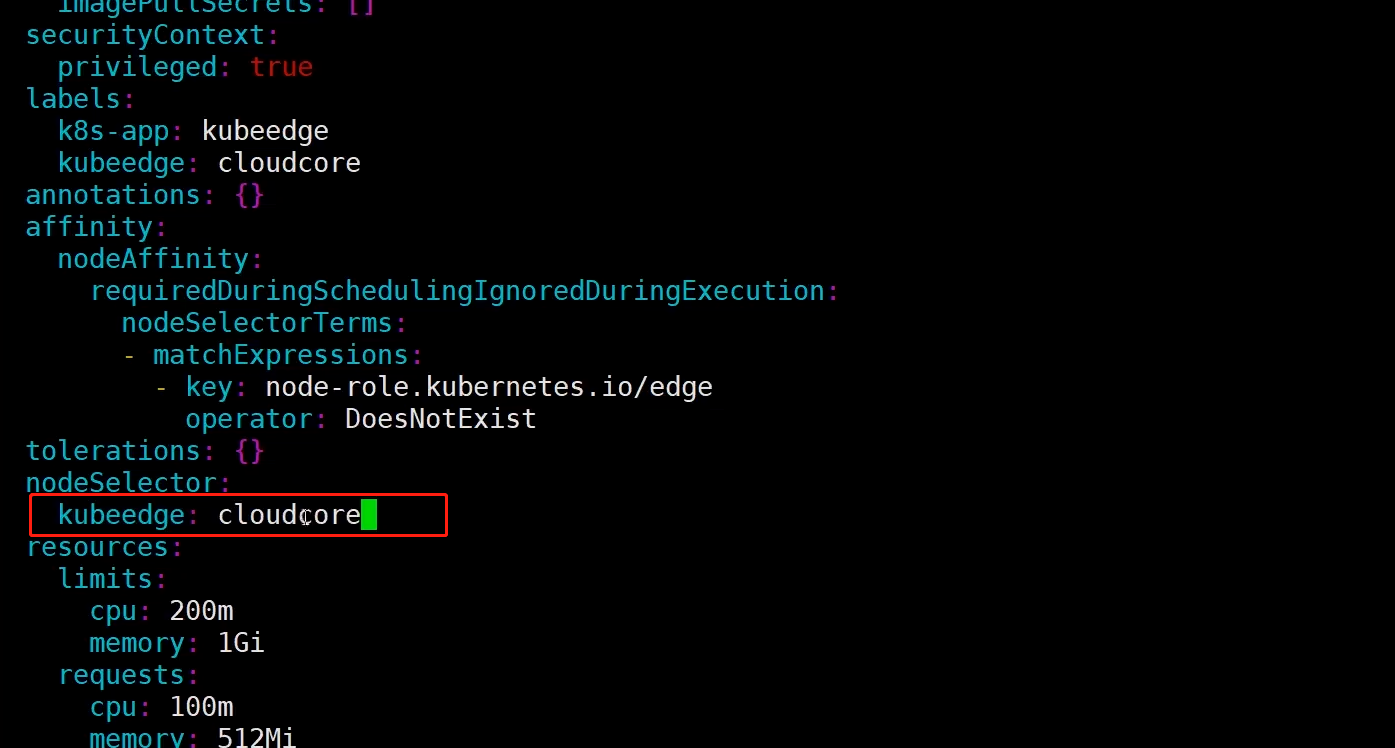 imagePullSecrets: []
securityContext:
privileged: true
labels:
k8s-app: kubeedge
kubeedge: cloudcore
annotations: {}
affinity:
nodeAffinity:
requiredDuringSchedulingIgnoredDuringExecution:
nodeSelectorTerms:
- matchExpressions:
- key: node-role.kubernetes.io/edge
operator: DoesNotExist
tolerations: {}
nodeSelector:
kubeedge: cloudcore
resources:
limits:
cpu: 200m
memory: 1Gi
requests:
cpu: 100m
memory: 512Mi